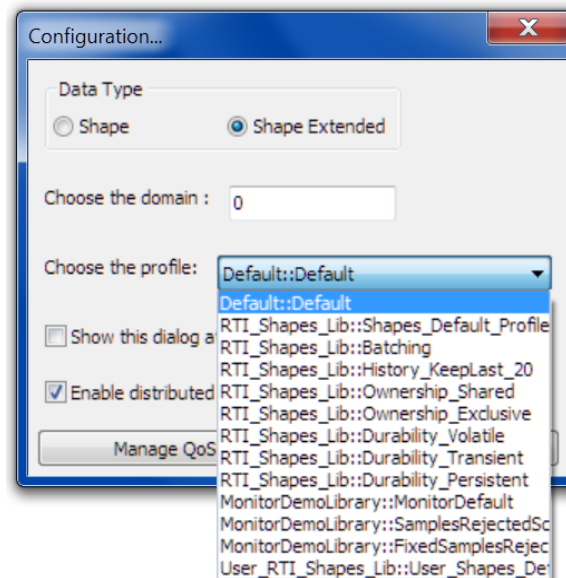 Configuration...
X
Data Type
Shape
Shape Extended
Choose the domain :
0
Choose the profile:
Default::Default
Default::Default
RTI_Shapes_Lib::Shapes_Default_Profile
Show this dialog a
RTI_Shapes_Lib::Batching
RTI_Shapes_Lib::History_KeepLast_20
Enable distributed
RTI_Shapes_Lib::Ownership_Shared
RTI_Shapes_Lib::Ownership_Exclusive
RTI_Shapes_Lib::Durability_Volatile
Manage QoS
RTI_Shapes_Lib::Durability_Transient
RTI_Shapes_Lib::Durability_Persistent
MonitorDemoLibrary::MonitorDefault
MonitorDemoLibrary::SamplesRejectedSc
MonitorDemoLibrary::FixedSamplesRejec
User_RTI_Shapes_Lib::User_Shapes_Def